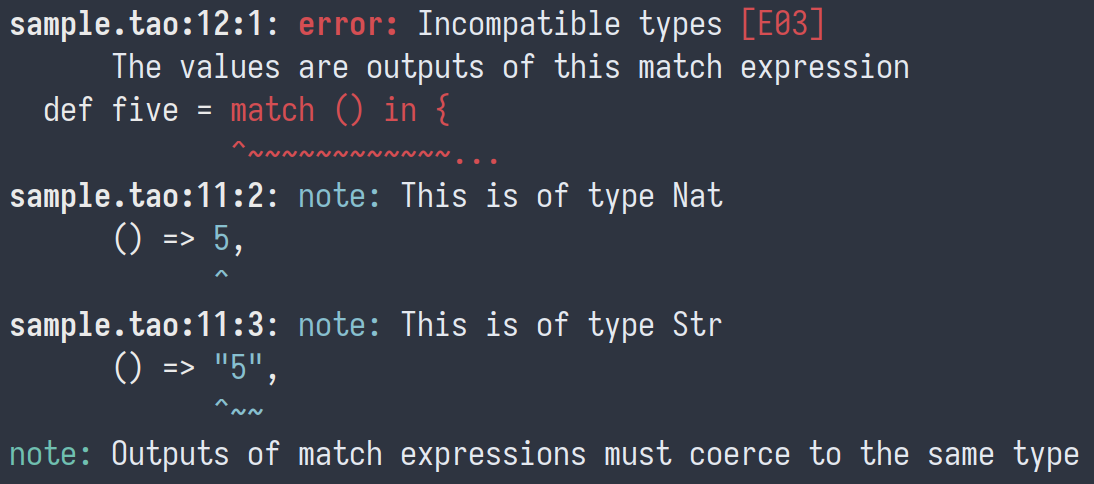 sample.tao:12:1: error: Incompatible types [E03]
      The values are outputs of this match expression
  def five = match () in {
             ^~~~~~~~~~~~~...
sample.tao:11:2: note: This is of type Nat
      () => 5,
            ^
sample.tao:11:3: note: This is of type Str
      () => "5",
            ^~~
note: Outputs of match expressions must coerce to the same type